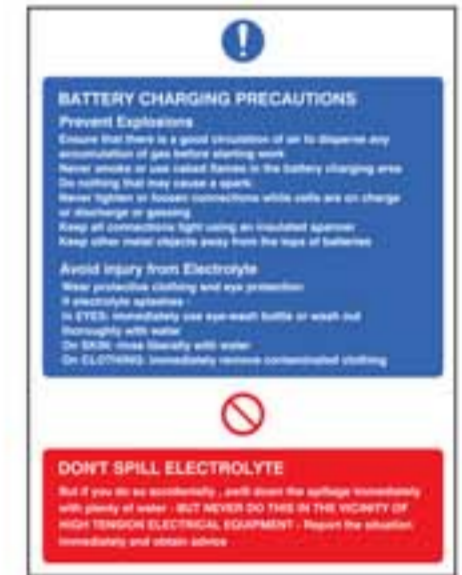 BATTERY CHARGING PRECAUTIONS
Prevent Explosions
Ensure that there is a good circulation of air to disperse any
accumulation of gas before starting work
Never smoke or use naked flames in the battery charging area
Do nothing that may cause a spark
Never tighten or loosen connections while cells are on charge
or discharge or gassing
Keep all connections tight using an insulated spanner
Keep other metal objects away from the tops of batteries
Avoid injury from Electrolyte
Wear protective clothing and eye protection
If electrolyte splashes -
In EYES: immediately use eye-wash bottle or wash out
thoroughly with water
On SKIN: rinse liberally with water
On CLOTHING: immediately remove contaminated clothing
DON'T SPILL ELECTROLYTE
But if you do so accidentally, swill down the spillage immediately
with plenty of water - BUT NEVER DO THIS IN THE VICINITY OF
HIGH TENSION ELECTRICAL EQUIPMENT - Report the situation
immediately and obtain advice